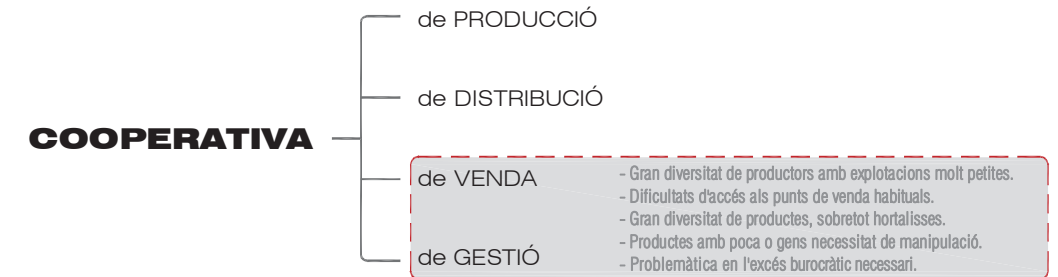 de PRODUCCIÓ
de DISTRIBUCIÓ
COOPERATIVA
de VENDA
- Gran diversitat de productors amb explotacions molt petites.
- Dificultats d'accés als punts de venda habituals.
- Gran diversitat de productes, sobretot hortalisses.
- Productes amb poca o gens necessitat de manipulació.
de GESTIÓ
- Problemàtica en l'excés burocràtic necessari.